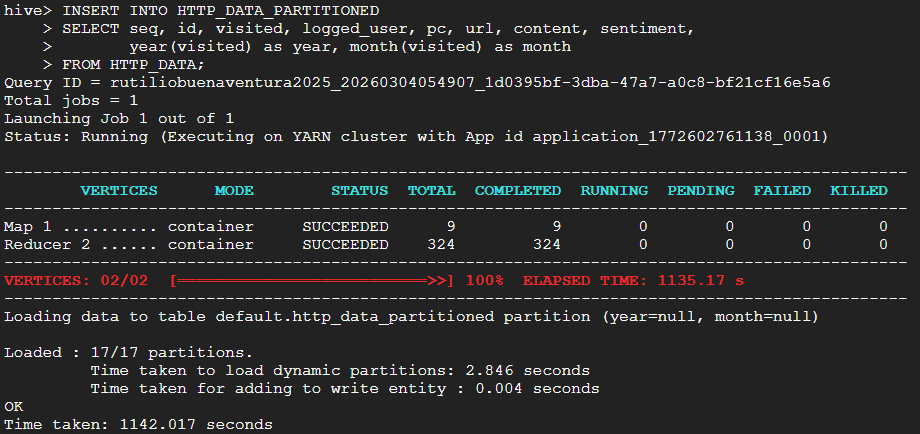 hive> INSERT INTO HTTP_DATA_PARTITIONED
    > SELECT seq, id, visited, logged_user, pc, url, content, sentiment,
    >        year(visited) as year, month(visited) as month
    > FROM HTTP_DATA;
Query ID = rutiliobuenaventura2025_20260304054907_1d0395bf-3dba-47a7-a0c8-bf21cf16e5a6
Total jobs = 1
Launching Job 1 out of 1
Status: Running (Executing on YARN cluster with App id application_1772602761138_0001)

----------------------------------------------------------------------------------------------
        VERTICES      MODE        STATUS  TOTAL  COMPLETED  RUNNING  PENDING  FAILED  KILLED
----------------------------------------------------------------------------------------------
Map 1 .......... container     SUCCEEDED      9          9        0        0       0       0
Reducer 2 ...... container     SUCCEEDED    324        324        0        0       0       0
----------------------------------------------------------------------------------------------
VERTICES: 02/02  [==========================>>] 100%  ELAPSED TIME: 1135.17 s
----------------------------------------------------------------------------------------------
Loading data to table default.http_data_partitioned partition (year=null, month=null)

Loaded : 17/17 partitions.
         Time taken to load dynamic partitions: 2.846 seconds
         Time taken for adding to write entity : 0.004 seconds
OK
Time taken: 1142.017 seconds